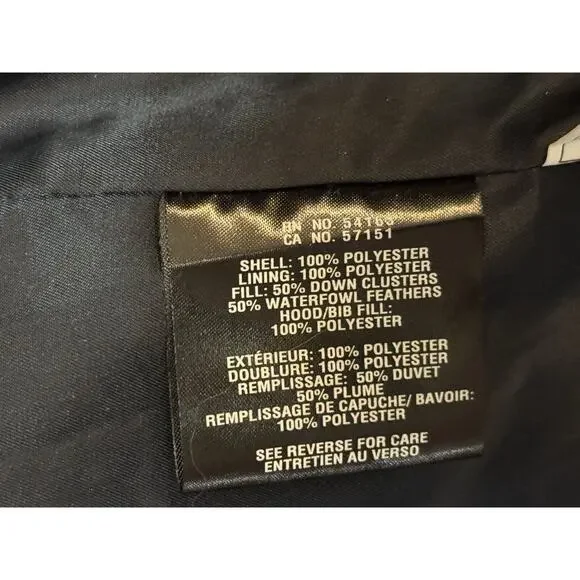 RN NO. 54163
CA NO. 57151
SHELL: 100% POLYESTER
LINING: 100% POLYESTER
FILL: 50% DOWN CLUSTERS
50% WATERFOWL FEATHERS
HOOD/BIB FILL:
100% POLYESTER
EXTÉRIEUR: 100% POLYESTER
DOUBLURE: 100% POLYESTER
REMPLISSAGE: 50% DUVET
50% PLUME
REMPLISSAGE DE CAPUCHE/ BAVOIR:
100% POLYESTER
SEE REVERSE FOR CARE
ENTRETIEN AU VERSO